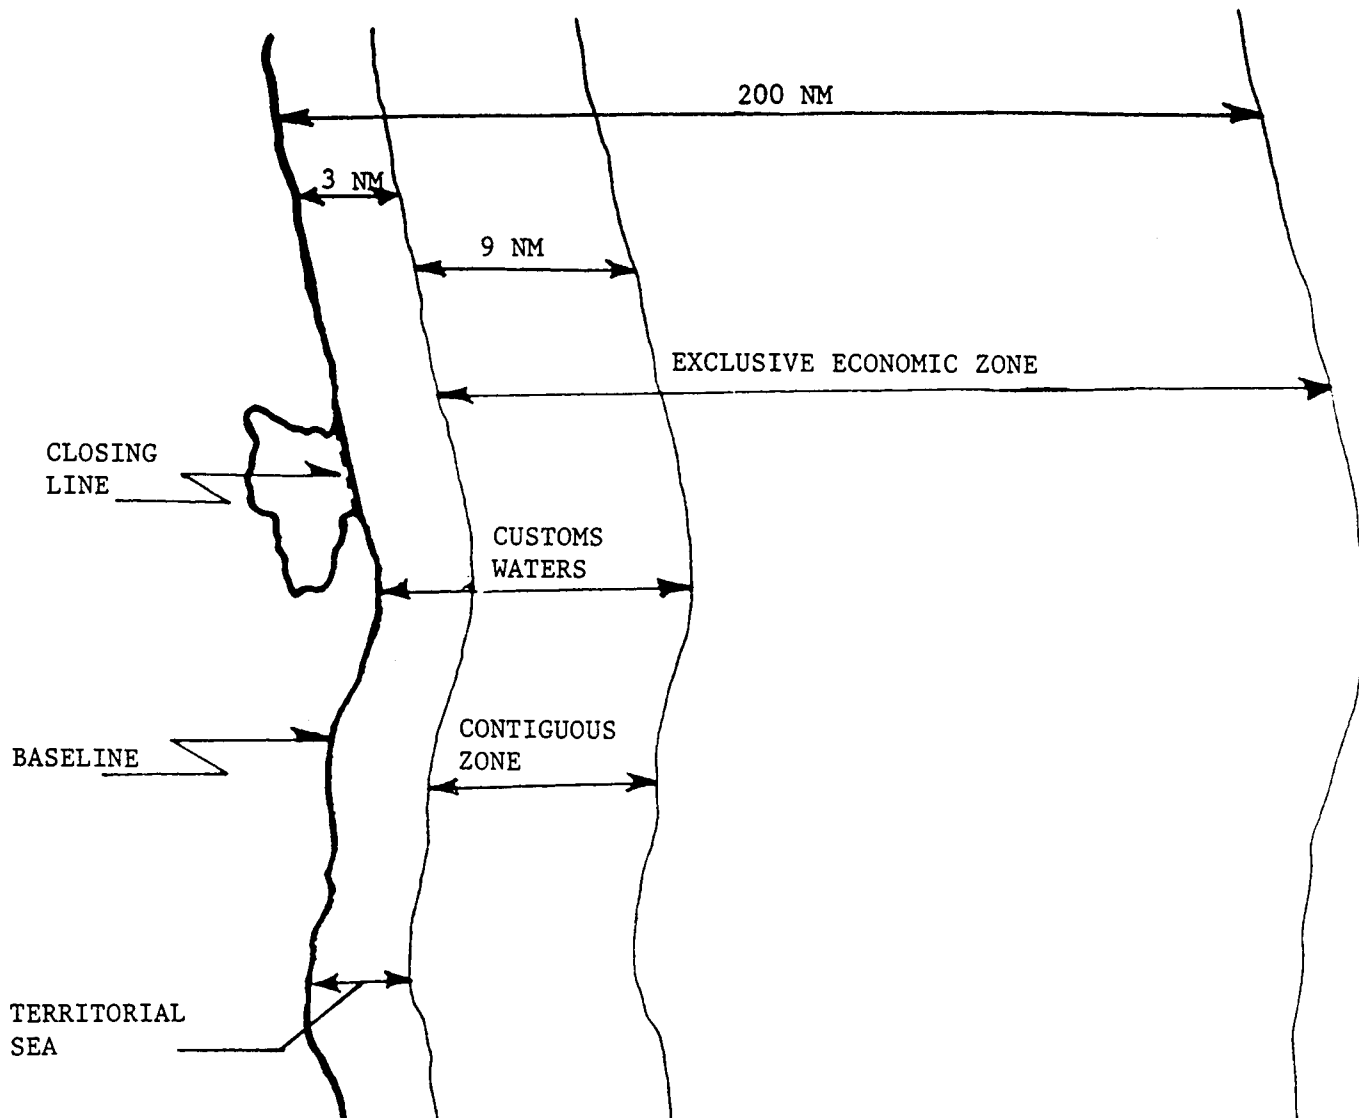 200 NM
3 NM
9 NM
EXCLUSIVE ECONOMIC ZONE
CLOSING
LINE
CUSTOMS
WATERS
CONTIGUOUS
ZONE
BASELINE
TERRITORIAL
SEA